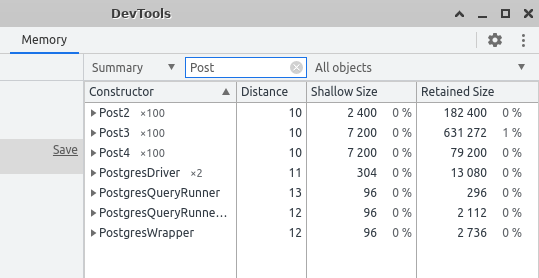 DevTools
Memory
Summary Post All objects
Constructor Distance Shallow Size Retained Size
Post2 ×100 10 2 400 0 % 182 400 0 %
Post3 ×100 10 7 200 0 % 631 272 1 %
Post4 ×100 10 7 200 0 % 79 200 0 %
Save
PostgresDriver ×2 11 304 0 % 13 080 0 %
PostgresQueryRunner 13 96 0 % 296 0 %
PostgresQueryRunne… 12 96 0 % 2 112 0 %
PostgresWrapper 12 96 0 % 2 736 0 %